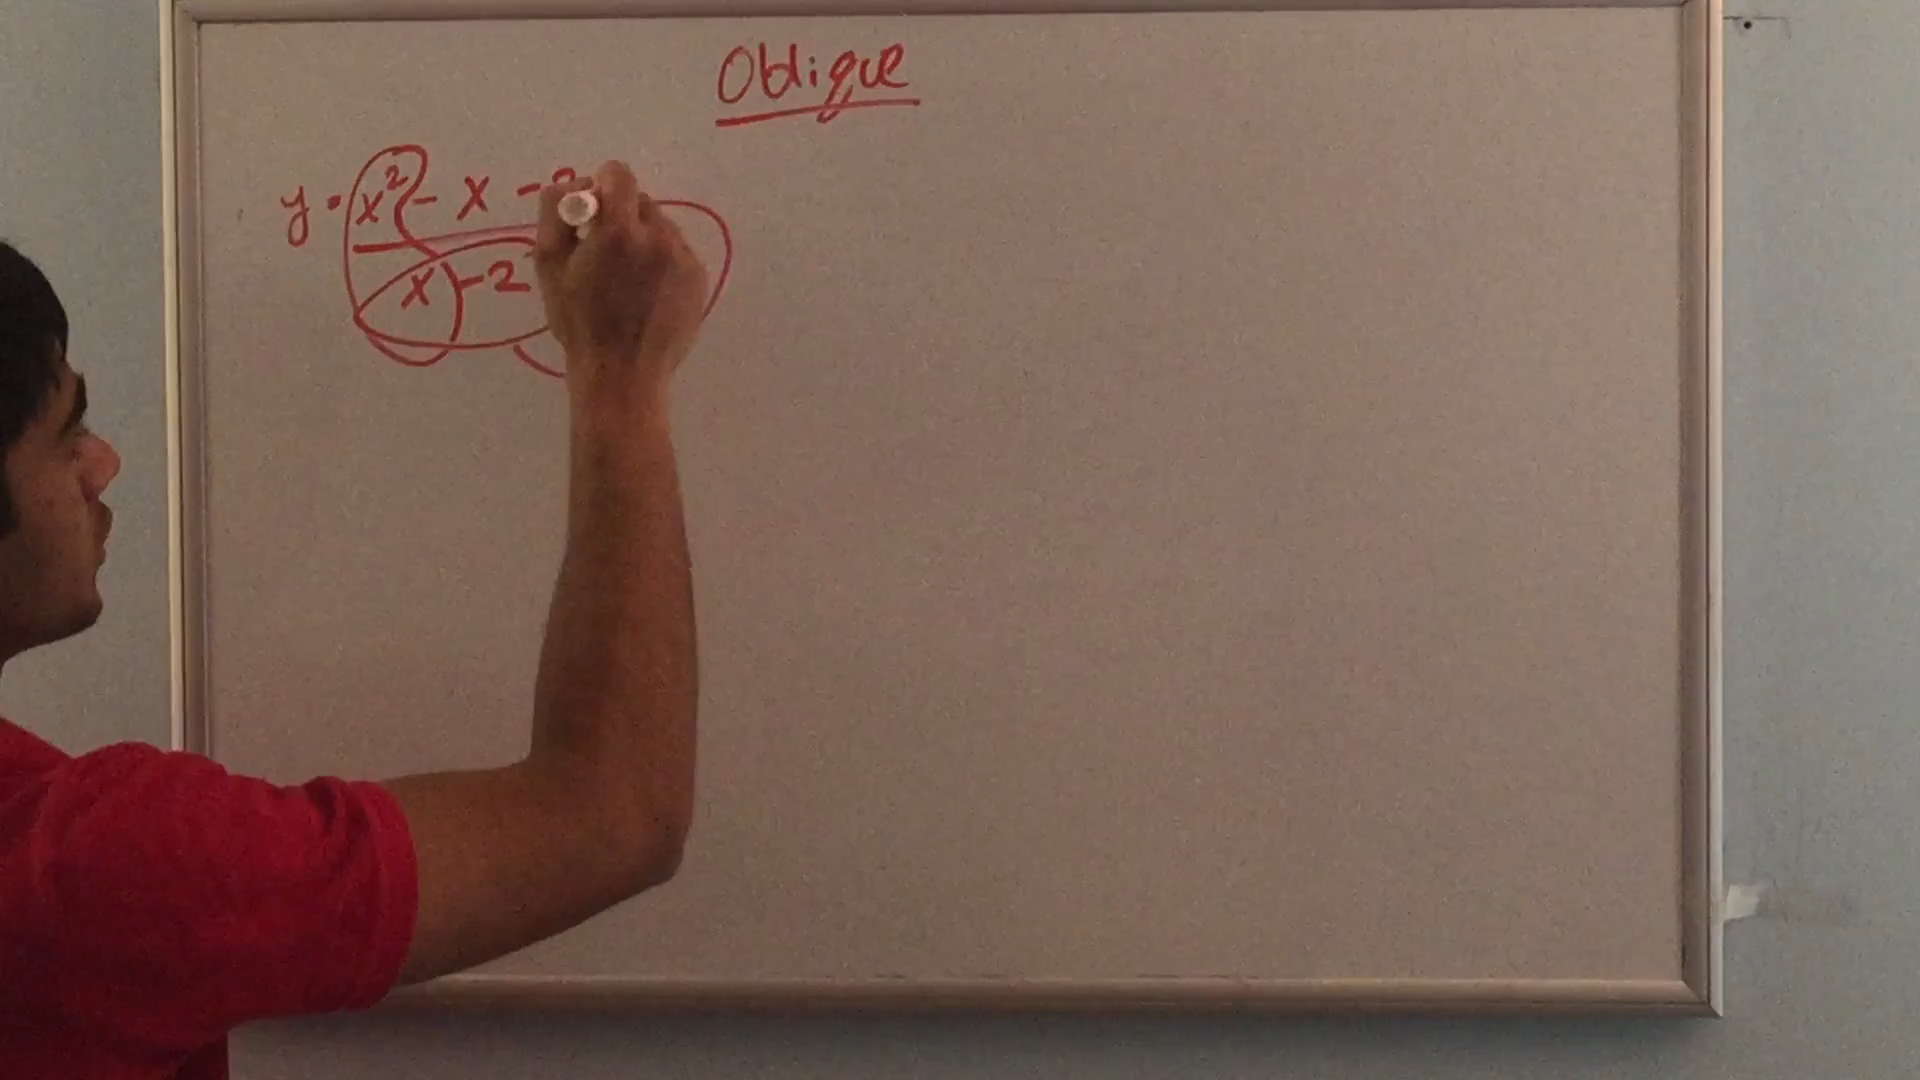 Oblique
y = x² - x -
x - 2